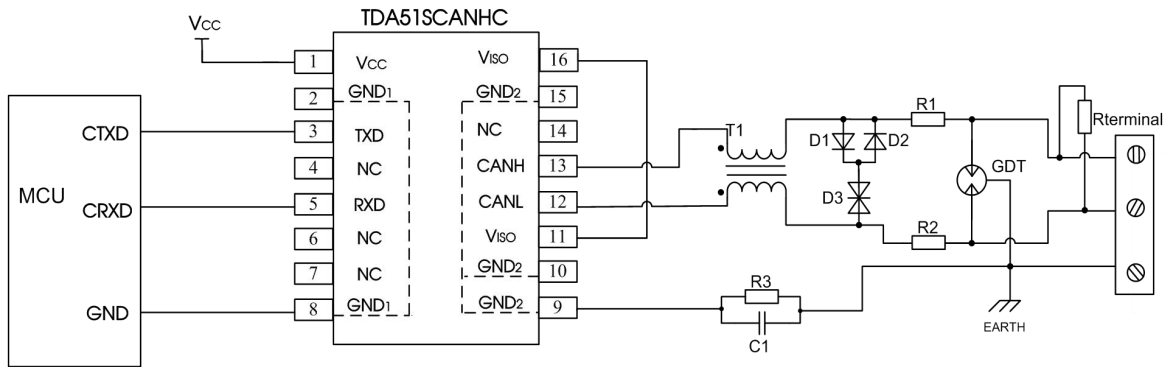 TDA51SCANHC
VCC
1 VCC VISO 16
2 GND1 GND2 15
CTXD 3 TXD NC 14
4 NC CANH 13
MCU CRXD 5 RXD CANL 12
6 NC VISO 11
7 NC GND2 10
GND 8 GND1 GND2 9
T1
D1 D2
D3
R1
R2
GDT
Rterminal
R3
C1
EARTH